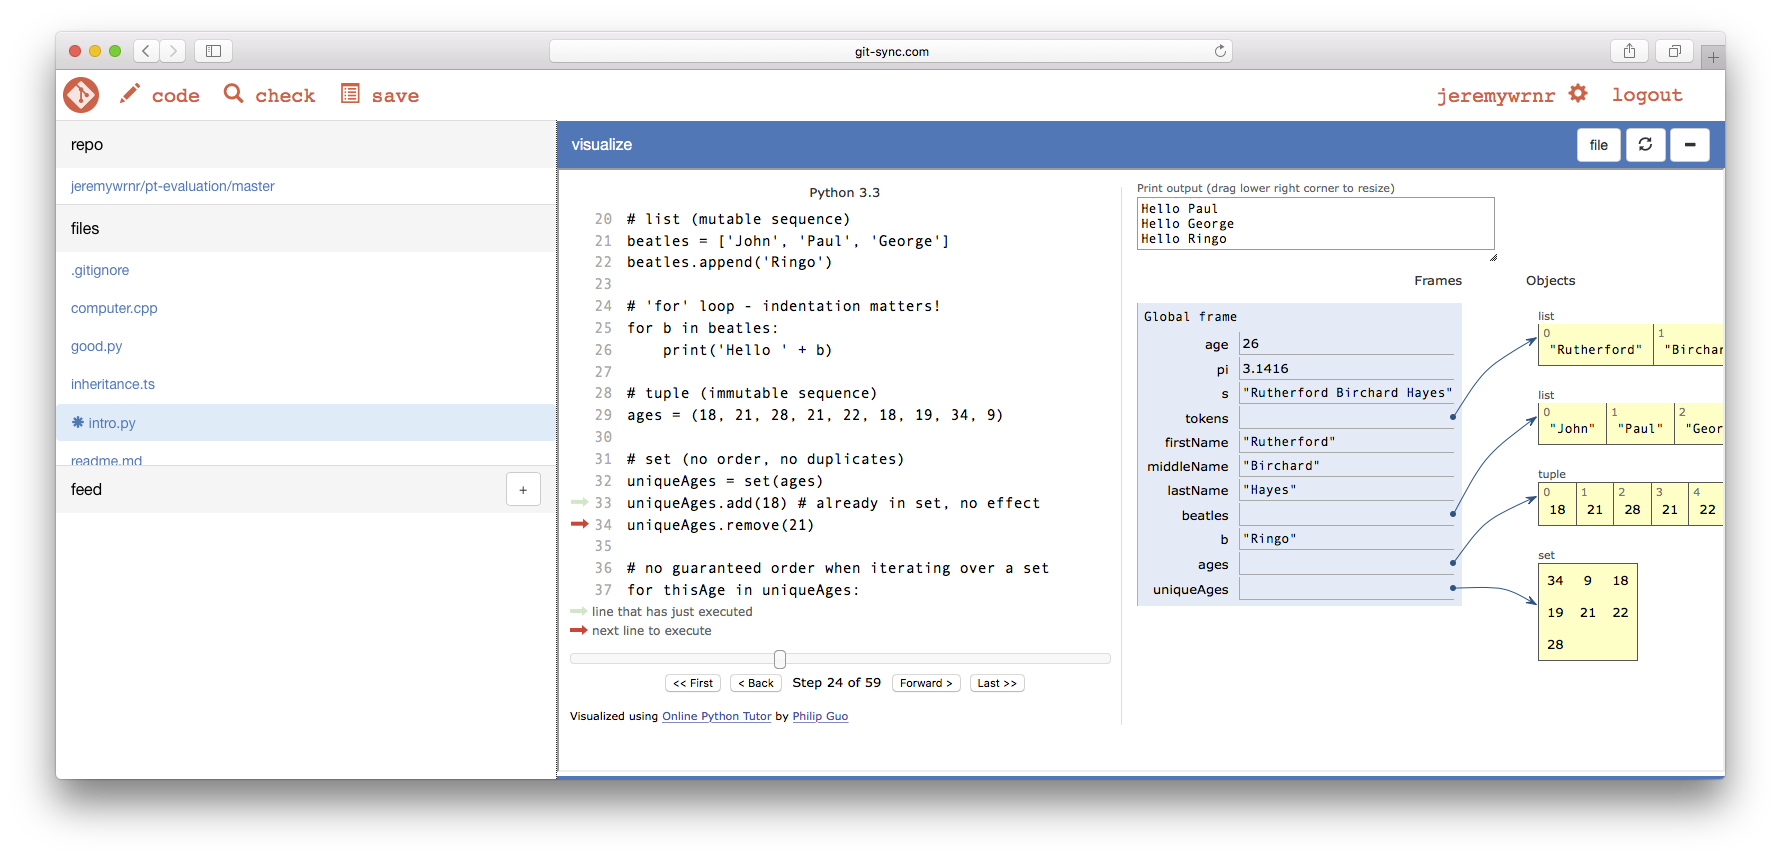 git-sync.com
code check save
jeremywrnr logout
repo
jeremywrnr/pt-evaluation/master
files
.gitignore
computer.cpp
good.py
inheritance.ts
intro.py
readme.md
feed +
visualize
file
Python 3.3
20 # list (mutable sequence)
21 beatles = ['John', 'Paul', 'George']
22 beatles.append('Ringo')
23
24 # 'for' loop - indentation matters!
25 for b in beatles:
26     print('Hello ' + b)
27
28 # tuple (immutable sequence)
29 ages = (18, 21, 28, 21, 22, 18, 19, 34, 9)
30
31 # set (no order, no duplicates)
32 uniqueAges = set(ages)
33 uniqueAges.add(18) # already in set, no effect
34 uniqueAges.remove(21)
35
36 # no guaranteed order when iterating over a set
37 for thisAge in uniqueAges:
line that has just executed
next line to execute
<< First < Back Step 24 of 59 Forward > Last >>
Visualized using Online Python Tutor by Philip Guo
Print output (drag lower right corner to resize)
Hello Paul
Hello George
Hello Ringo
Frames Objects
Global frame
age 26
pi 3.1416
s "Rutherford Birchard Hayes"
tokens
firstName "Rutherford"
middleName "Birchard"
lastName "Hayes"
beatles
b "Ringo"
ages
uniqueAges
list
0 1
"Rutherford" "Birchar
list
0 1 2
"John" "Paul" "Geor
tuple
0 1 2 3 4
18 21 28 21 22
set
34 9 18
19 21 22
28